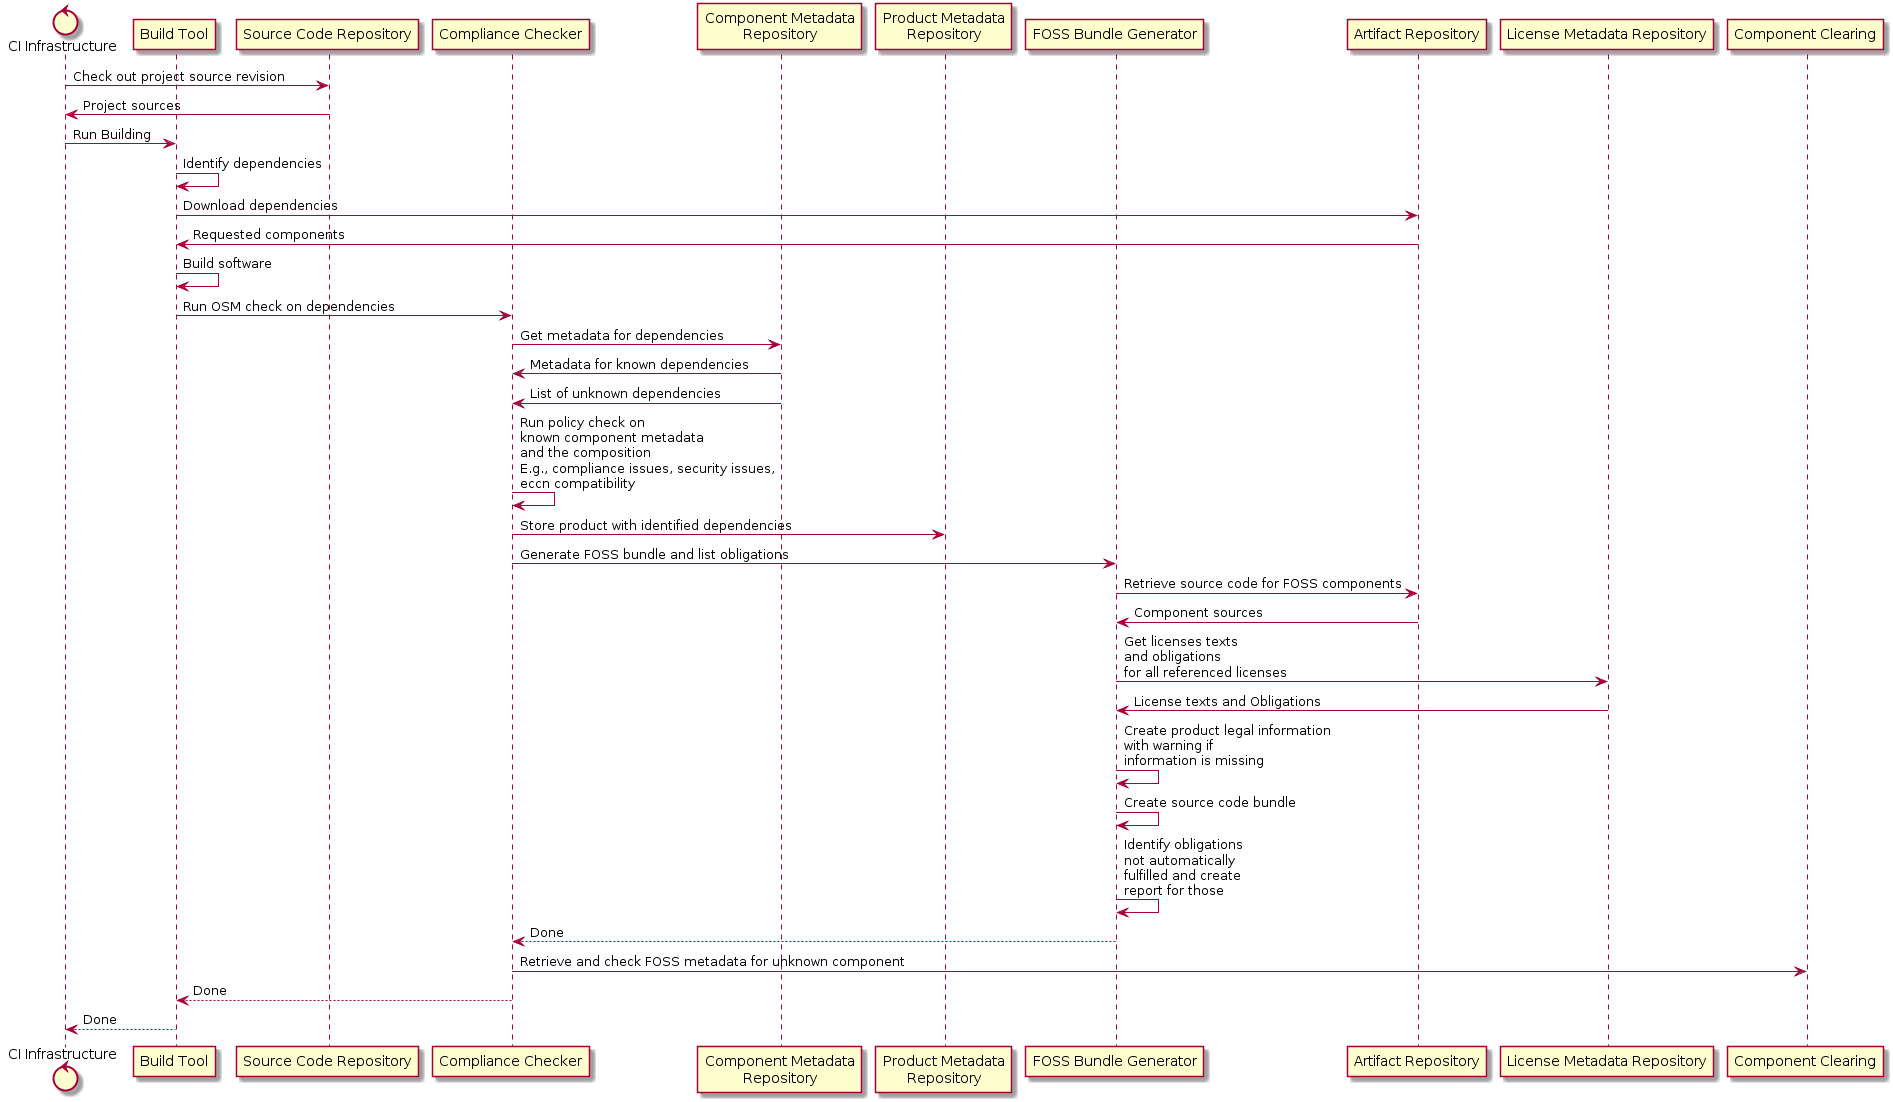 CI Infrastructure
Build Tool
Source Code Repository
Compliance Checker
Component Metadata
Repository
Product Metadata
Repository
FOSS Bundle Generator
Artifact Repository
License Metadata Repository
Component Clearing
Check out project source revision
Project sources
Run Building
Identify dependencies
Download dependencies
Requested components
Build software
Run OSM check on dependencies
Get metadata for dependencies
Metadata for known dependencies
List of unknown dependencies
Run policy check on
known component metadata
and the composition
E.g., compliance issues, security issues,
eccn compatibility
Store product with identified dependencies
Generate FOSS bundle and list obligations
Retrieve source code for FOSS components
Component sources
Get licenses texts
and obligations
for all referenced licenses
License texts and Obligations
Create product legal information
with warning if
information is missing
Create source code bundle
Identify obligations
not automatically
fulfilled and create
report for those
Done
Retrieve and check FOSS metadata for unknown component
Done
Done
CI Infrastructure
Build Tool
Source Code Repository
Compliance Checker
Component Metadata
Repository
Product Metadata
Repository
FOSS Bundle Generator
Artifact Repository
License Metadata Repository
Component Clearing